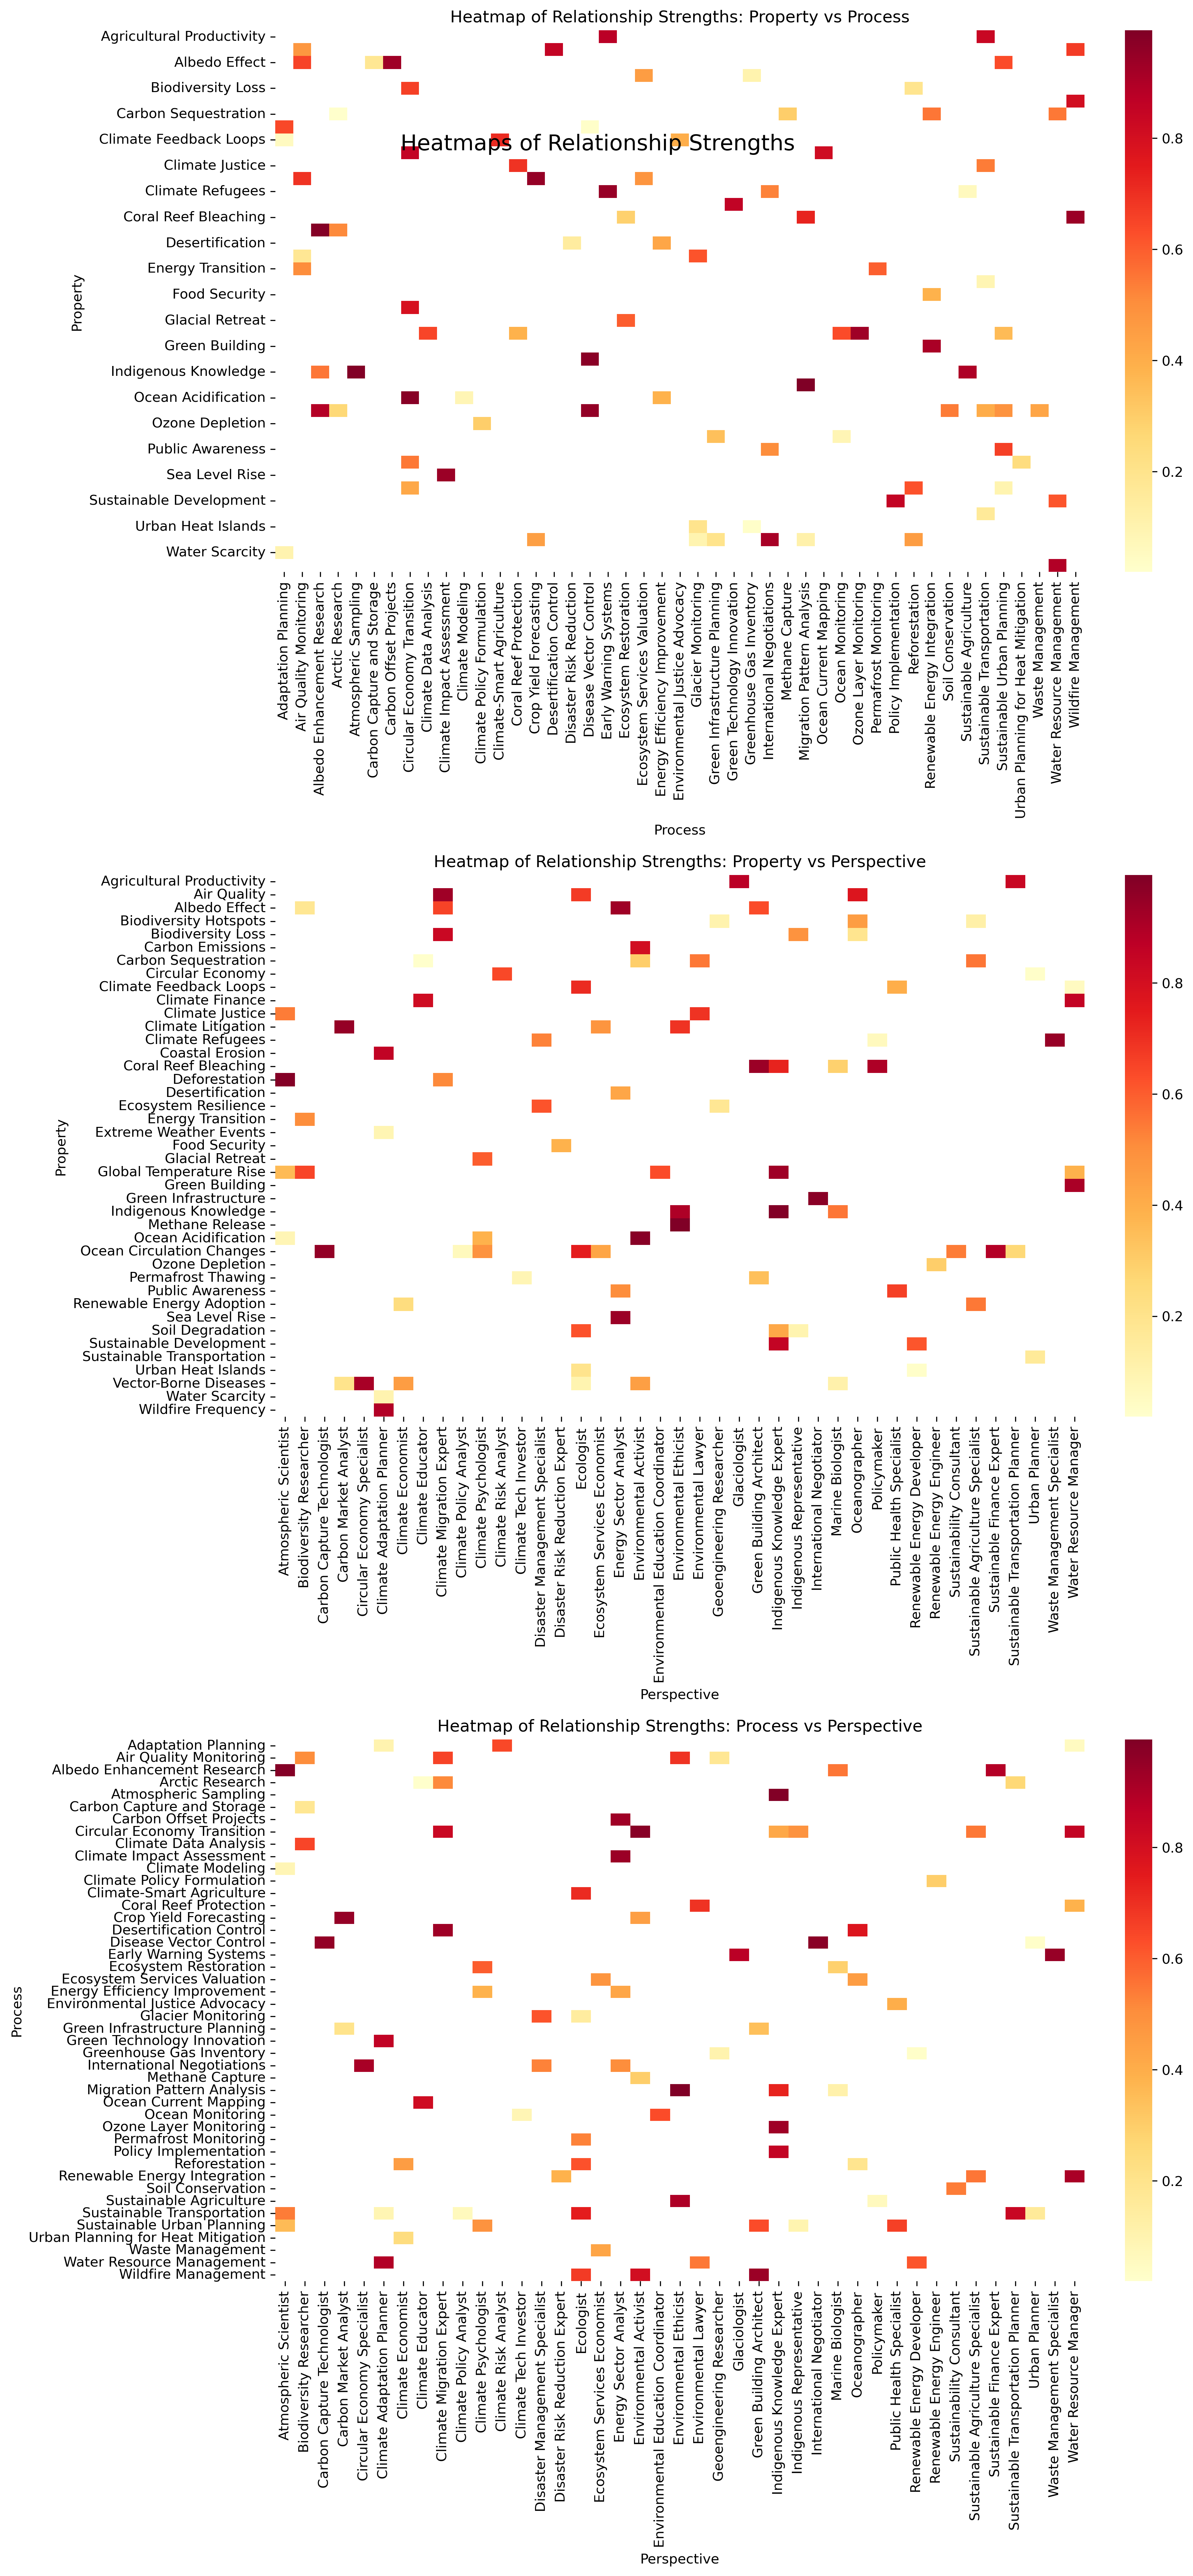 Heatmap of Relationship Strengths: Property vs Process
Heatmaps of Relationship Strengths
Property
Agricultural Productivity
Albedo Effect
Biodiversity Loss
Carbon Sequestration
Climate Feedback Loops
Climate Justice
Climate Refugees
Coral Reef Bleaching
Desertification
Energy Transition
Food Security
Glacial Retreat
Green Building
Indigenous Knowledge
Ocean Acidification
Ozone Depletion
Public Awareness
Sea Level Rise
Sustainable Development
Urban Heat Islands
Water Scarcity
0.8
0.6
0.4
0.2
Adaptation Planning
Air Quality Monitoring
Albedo Enhancement Research
Arctic Research
Atmospheric Sampling
Carbon Capture and Storage
Carbon Offset Projects
Circular Economy Transition
Climate Data Analysis
Climate Impact Assessment
Climate Modeling
Climate Policy Formulation
Climate-Smart Agriculture
Coral Reef Protection
Crop Yield Forecasting
Desertification Control
Disaster Risk Reduction
Disease Vector Control
Early Warning Systems
Ecosystem Restoration
Ecosystem Services Valuation
Energy Efficiency Improvement
Environmental Justice Advocacy
Glacier Monitoring
Green Infrastructure Planning
Green Technology Innovation
Greenhouse Gas Inventory
International Negotiations
Methane Capture
Migration Pattern Analysis
Ocean Current Mapping
Ocean Monitoring
Ozone Layer Monitoring
Permafrost Monitoring
Policy Implementation
Reforestation
Renewable Energy Integration
Soil Conservation
Sustainable Agriculture
Sustainable Transportation
Sustainable Urban Planning
Urban Planning for Heat Mitigation
Waste Management
Water Resource Management
Wildfire Management
Process
Heatmap of Relationship Strengths: Property vs Perspective
Property
Agricultural Productivity
Air Quality
Albedo Effect
Biodiversity Hotspots
Biodiversity Loss
Carbon Emissions
Carbon Sequestration
Circular Economy
Climate Feedback Loops
Climate Finance
Climate Justice
Climate Litigation
Climate Refugees
Coastal Erosion
Coral Reef Bleaching
Deforestation
Desertification
Ecosystem Resilience
Energy Transition
Extreme Weather Events
Food Security
Glacial Retreat
Global Temperature Rise
Green Building
Green Infrastructure
Indigenous Knowledge
Methane Release
Ocean Acidification
Ocean Circulation Changes
Ozone Depletion
Permafrost Thawing
Public Awareness
Renewable Energy Adoption
Sea Level Rise
Soil Degradation
Sustainable Development
Sustainable Transportation
Urban Heat Islands
Vector-Borne Diseases
Water Scarcity
Wildfire Frequency
0.8
0.6
0.4
0.2
Atmospheric Scientist
Biodiversity Researcher
Carbon Capture Technologist
Carbon Market Analyst
Circular Economy Specialist
Climate Adaptation Planner
Climate Economist
Climate Educator
Climate Migration Expert
Climate Policy Analyst
Climate Psychologist
Climate Risk Analyst
Climate Tech Investor
Disaster Management Specialist
Disaster Risk Reduction Expert
Ecologist
Ecosystem Services Economist
Energy Sector Analyst
Environmental Activist
Environmental Education Coordinator
Environmental Ethicist
Environmental Lawyer
Geoengineering Researcher
Glaciologist
Green Building Architect
Indigenous Knowledge Expert
Indigenous Representative
International Negotiator
Marine Biologist
Oceanographer
Policymaker
Public Health Specialist
Renewable Energy Developer
Renewable Energy Engineer
Sustainability Consultant
Sustainable Agriculture Specialist
Sustainable Finance Expert
Sustainable Transportation Planner
Urban Planner
Waste Management Specialist
Water Resource Manager
Perspective
Heatmap of Relationship Strengths: Process vs Perspective
Process
Adaptation Planning
Air Quality Monitoring
Albedo Enhancement Research
Arctic Research
Atmospheric Sampling
Carbon Capture and Storage
Carbon Offset Projects
Circular Economy Transition
Climate Data Analysis
Climate Impact Assessment
Climate Modeling
Climate Policy Formulation
Climate-Smart Agriculture
Coral Reef Protection
Crop Yield Forecasting
Desertification Control
Disease Vector Control
Early Warning Systems
Ecosystem Restoration
Ecosystem Services Valuation
Energy Efficiency Improvement
Environmental Justice Advocacy
Glacier Monitoring
Green Infrastructure Planning
Green Technology Innovation
Greenhouse Gas Inventory
International Negotiations
Methane Capture
Migration Pattern Analysis
Ocean Current Mapping
Ocean Monitoring
Ozone Layer Monitoring
Permafrost Monitoring
Policy Implementation
Reforestation
Renewable Energy Integration
Soil Conservation
Sustainable Agriculture
Sustainable Transportation
Sustainable Urban Planning
Urban Planning for Heat Mitigation
Waste Management
Water Resource Management
Wildfire Management
0.8
0.6
0.4
0.2
Atmospheric Scientist
Biodiversity Researcher
Carbon Capture Technologist
Carbon Market Analyst
Circular Economy Specialist
Climate Adaptation Planner
Climate Economist
Climate Educator
Climate Migration Expert
Climate Policy Analyst
Climate Psychologist
Climate Risk Analyst
Climate Tech Investor
Disaster Management Specialist
Disaster Risk Reduction Expert
Ecologist
Ecosystem Services Economist
Energy Sector Analyst
Environmental Activist
Environmental Education Coordinator
Environmental Ethicist
Environmental Lawyer
Geoengineering Researcher
Glaciologist
Green Building Architect
Indigenous Knowledge Expert
Indigenous Representative
International Negotiator
Marine Biologist
Oceanographer
Policymaker
Public Health Specialist
Renewable Energy Developer
Renewable Energy Engineer
Sustainability Consultant
Sustainable Agriculture Specialist
Sustainable Finance Expert
Sustainable Transportation Planner
Urban Planner
Waste Management Specialist
Water Resource Manager
Perspective